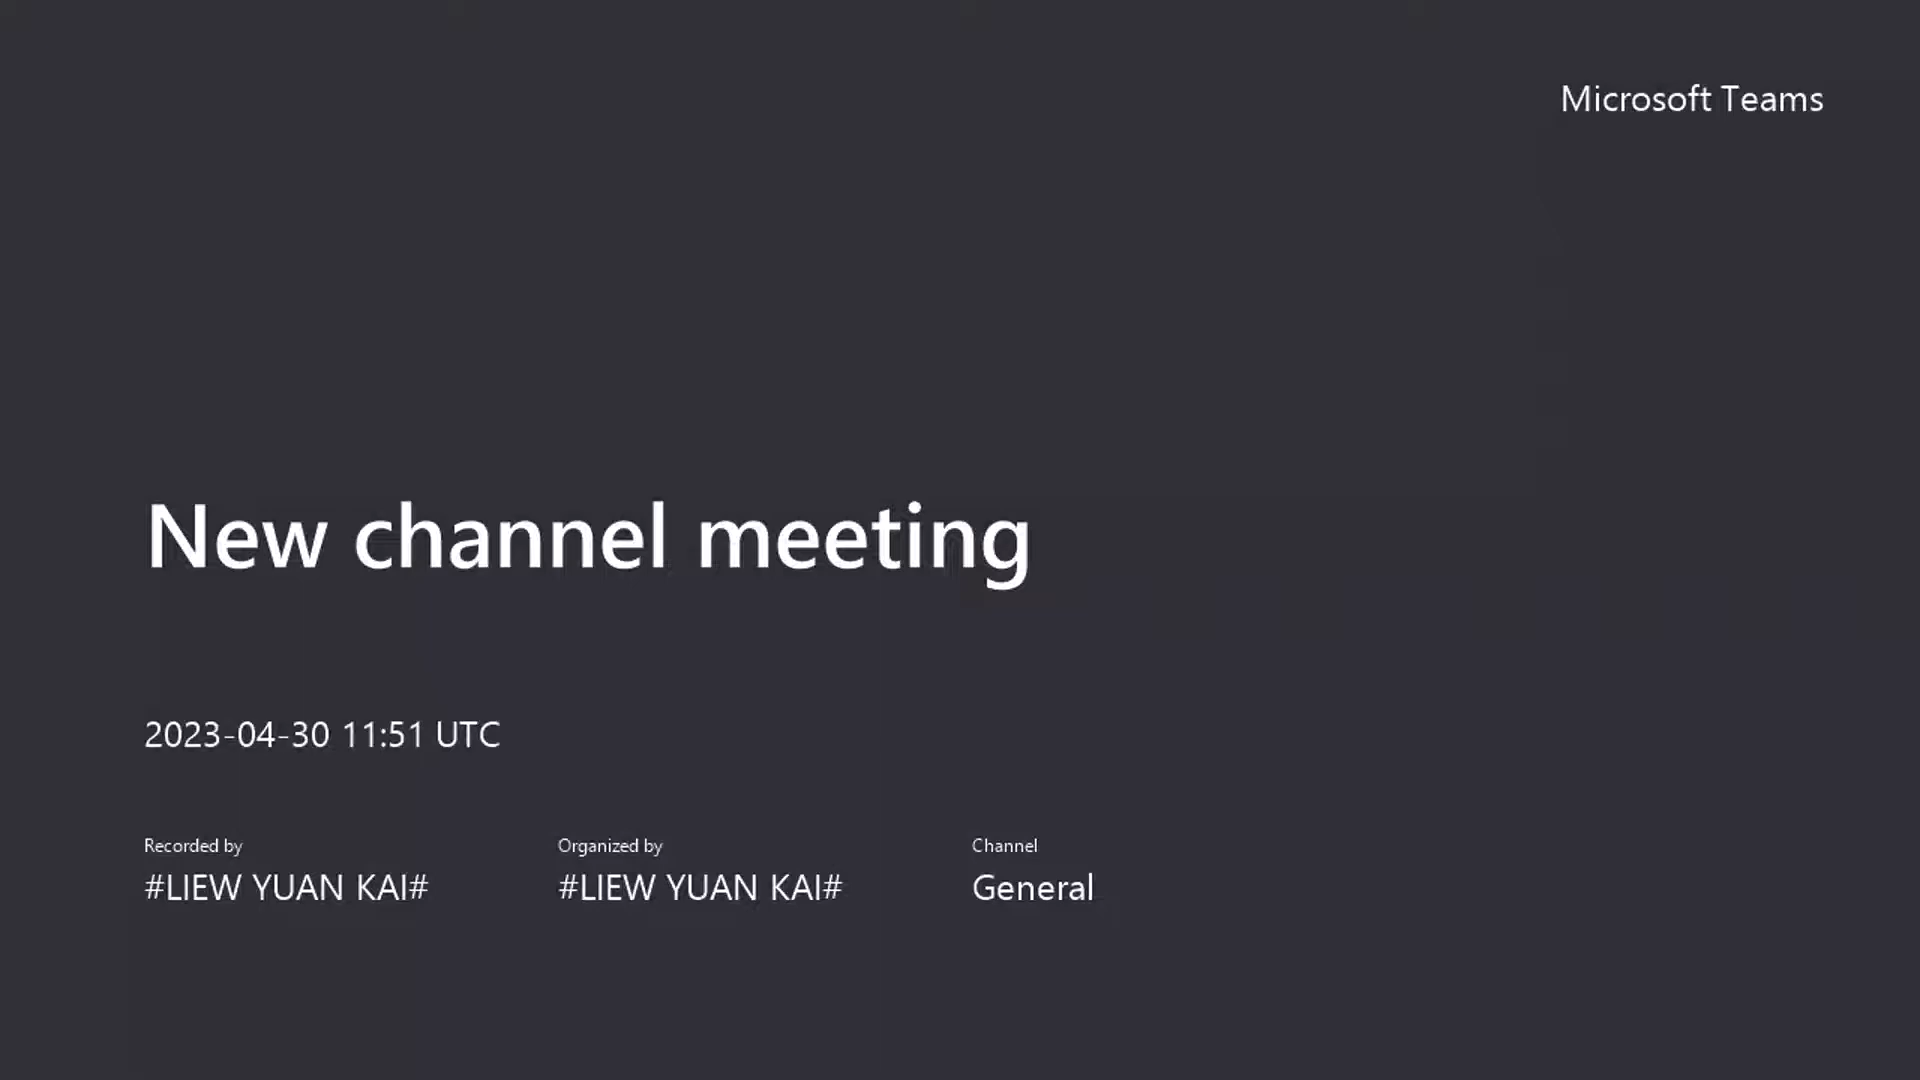 Microsoft Teams
New channel meeting
2023-04-30 11:51 UTC
Recorded by
#LIEW YUAN KAI#
Organized by
#LIEW YUAN KAI#
Channel
General